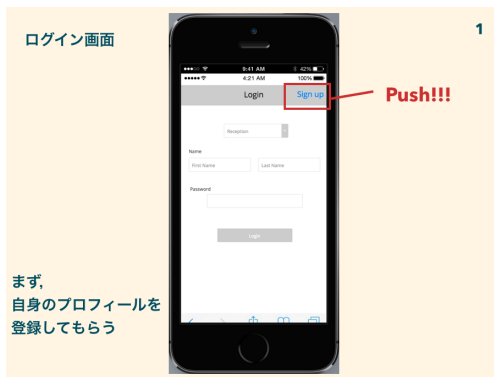 ログイン画面
1
9:41 AM
42%
4:21 AM
100%
Login
Sign up
Push!!!
Reception
Name
First Name
Last Name
Password
Login
まず,
自身のプロフィールを
登録してもらう